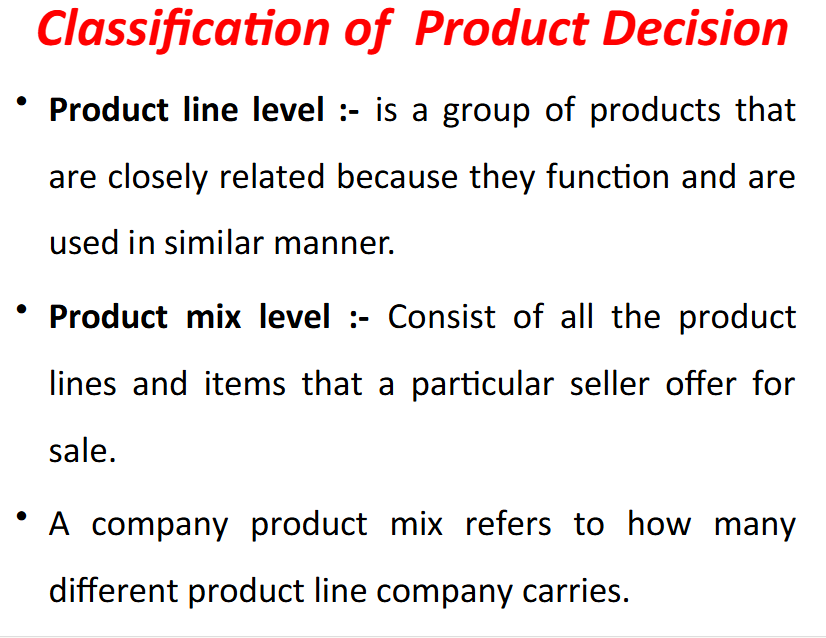 Classification of Product Decision
• Product line level :- is a group of products that
are closely related because they function and are
used in similar manner.
• Product mix level :- Consist of all the product
lines and items that a particular seller offer for
sale.
• A company product mix refers to how many
different product line company carries.